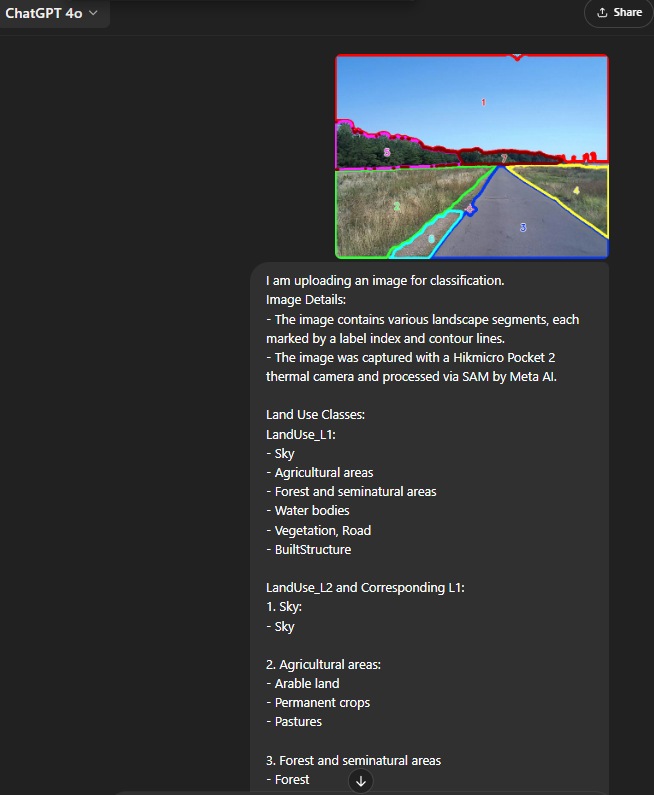 ChatGPT 4o
Share
1
5
7
2
4
3
I am uploading an image for classification.
Image Details:
- The image contains various landscape segments, each
marked by a label index and contour lines.
- The image was captured with a Hikmicro Pocket 2
thermal camera and processed via SAM by Meta AI.
Land Use Classes:
LandUse_L1:
- Sky
- Agricultural areas
- Forest and seminatural areas
- Water bodies
- Vegetation, Road
- BuiltStructure
LandUse_L2 and Corresponding L1:
1. Sky:
- Sky
2. Agricultural areas:
- Arable land
- Permanent crops
- Pastures
3. Forest and seminatural areas
- Forest